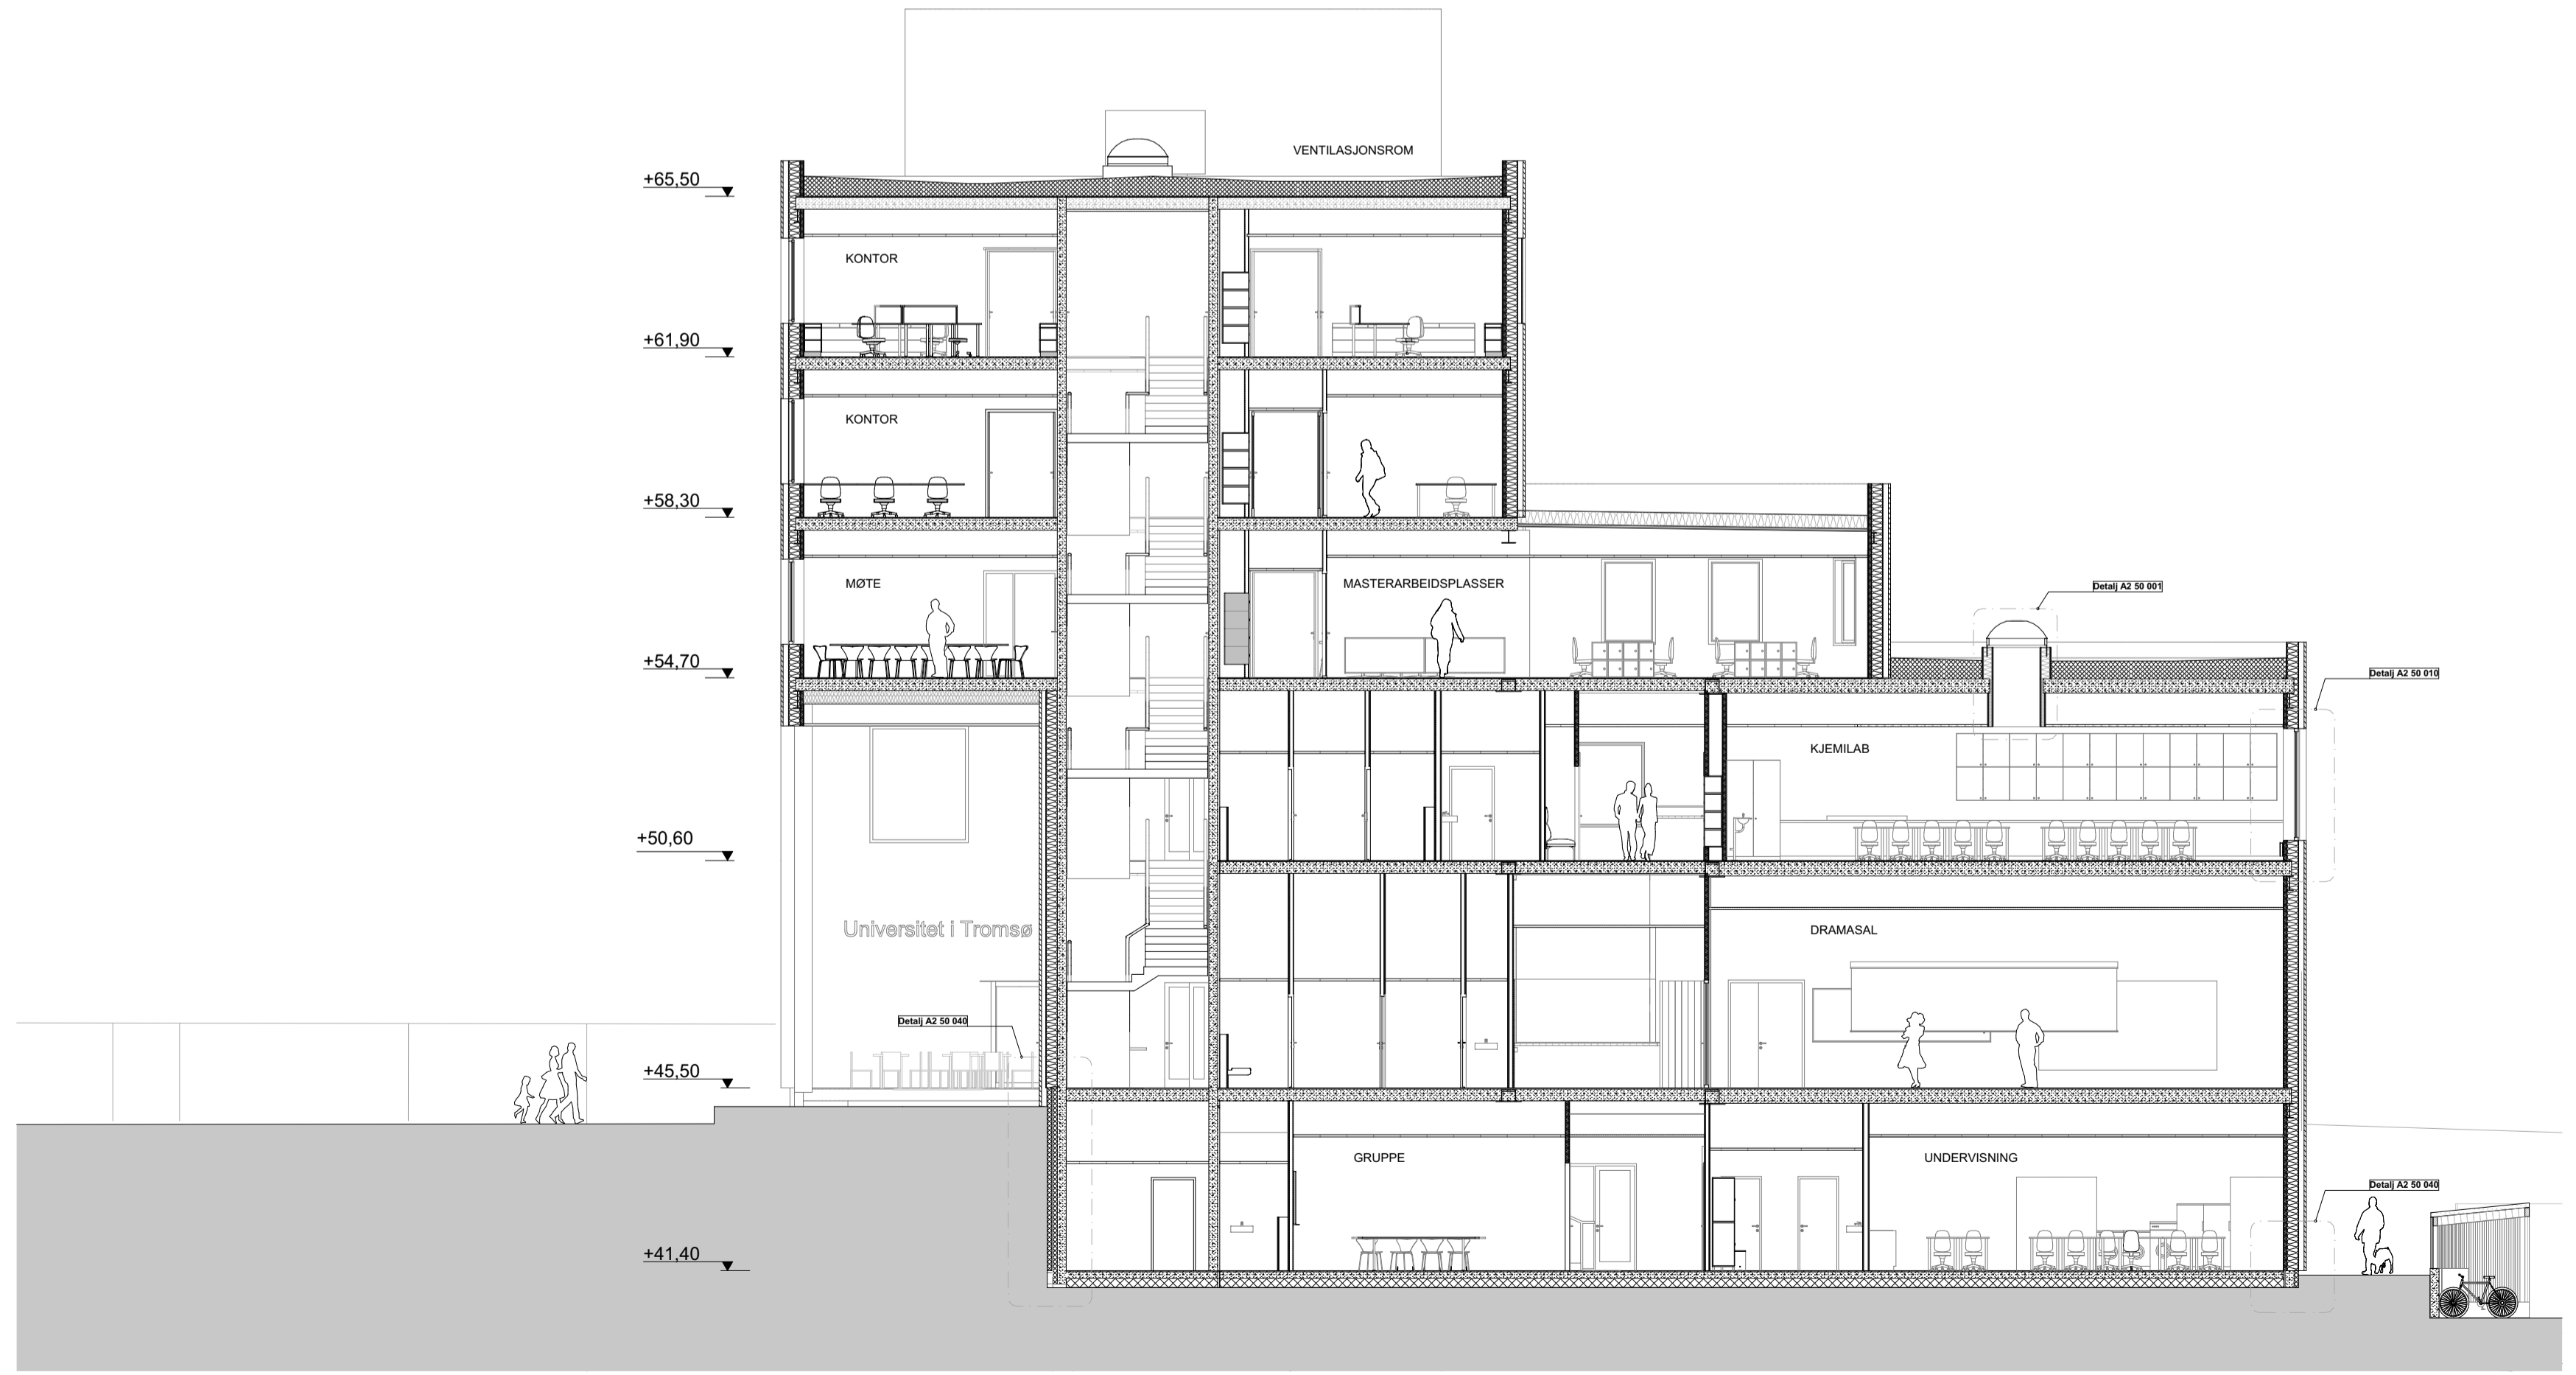 VENTILASJONSROM
+65,50
KONTOR
+61,90
KONTOR
+58,30
MØTE
MASTERARBEIDSPLASSER
Detalj A2 50 001
+54,70
Detalj A2 50 010
KJEMILAB
+50,60
Universitet i Tromsø
DRAMASAL
Detalj A2 50 040
+45,50
GRUPPE
UNDERVISNING
Detalj A2 50 040
+41,40